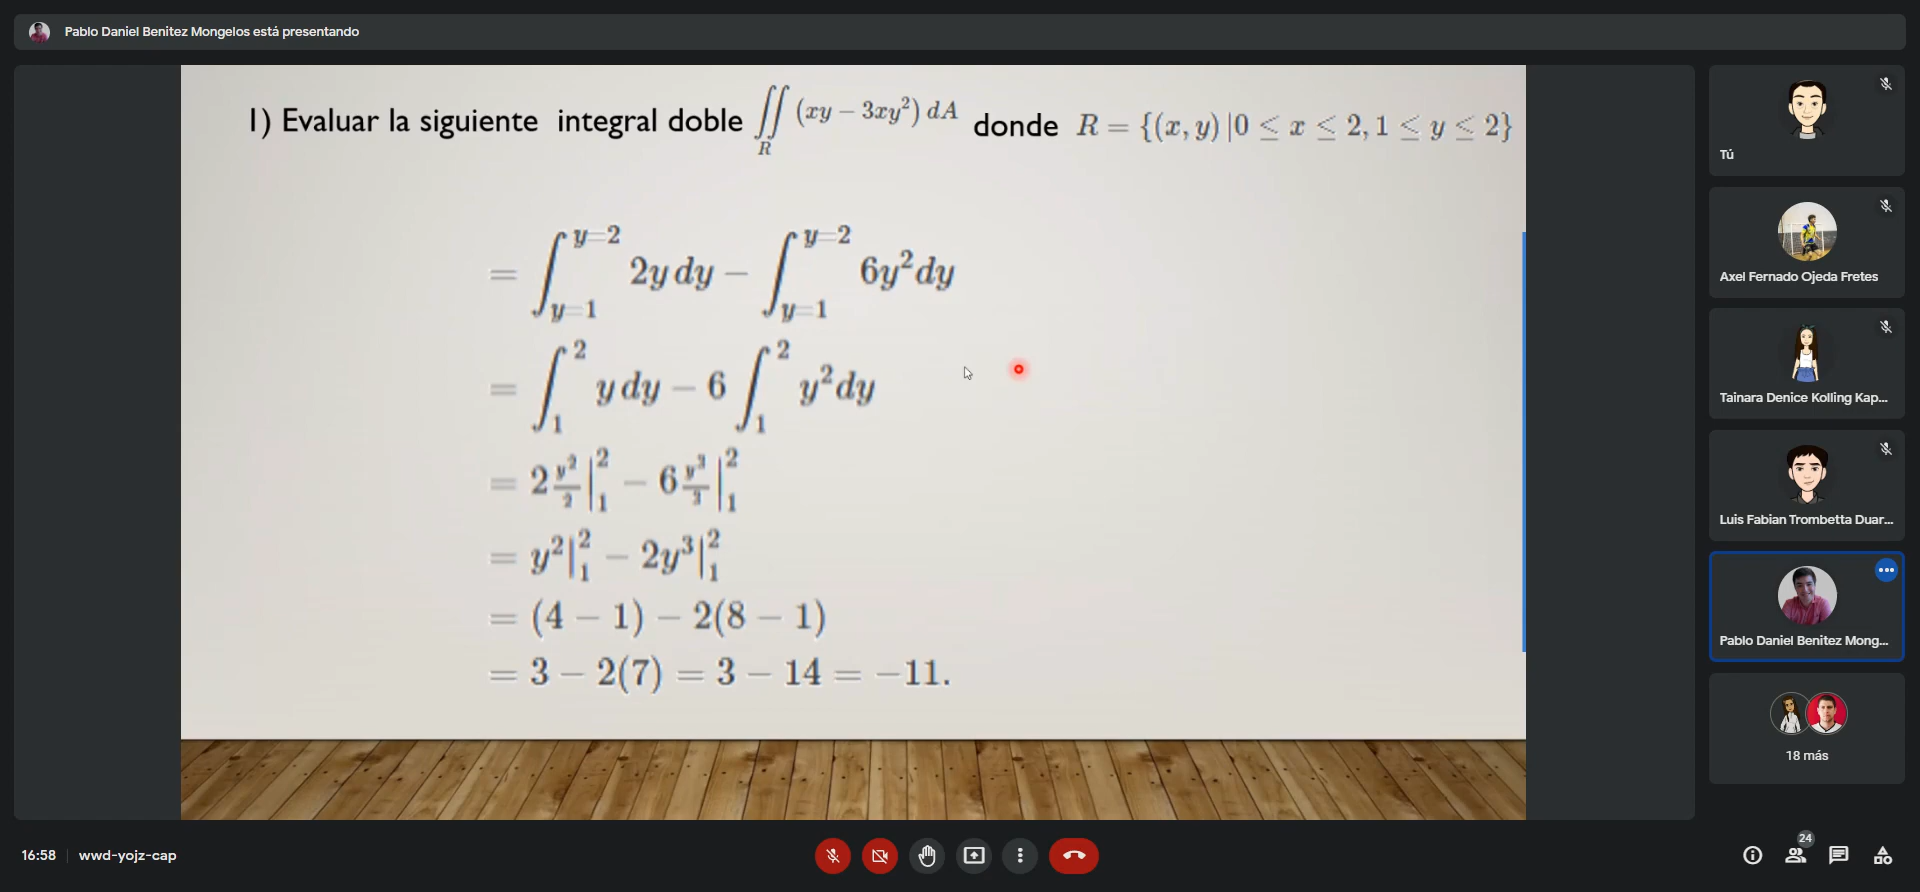 Pablo Daniel Benitez Mongelos está presentando
1) Evaluar la siguiente integral doble ∬_R (xy − 3xy²) dA donde R = {(x, y) |0 ≤ x ≤ 2, 1 ≤ y ≤ 2}
= ∫_{y=1}^{y=2} 2y dy − ∫_{y=1}^{y=2} 6y² dy
= ∫_1^2 y dy − 6 ∫_1^2 y² dy
= 2 y²/2 |_1^2 − 6 y³/3 |_1^2
= y²|_1^2 − 2y³|_1^2
= (4 − 1) − 2(8 − 1)
= 3 − 2(7) = 3 − 14 = −11.
Tú
Axel Fernado Ojeda Fretes
Tainara Denice Kolling Kap...
Luis Fabian Trombetta Duar...
Pablo Daniel Benitez Mong...
18 más
16:58 | wwd-yojz-cap
24